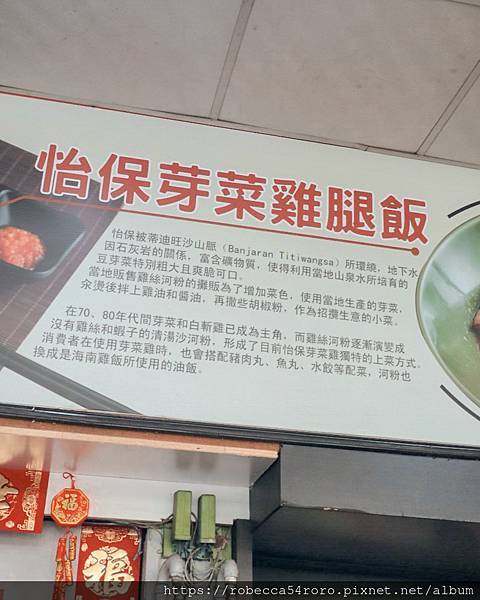 怡保芽菜雞腿飯
怡保被蒂迪旺沙山脈（Banjaran Titiwangsa）所環繞，地下水
因石灰岩的關係，富含礦物質，使得利用當地山泉水所培育的
豆芽菜特別粗大且爽脆可口。
當地販售雞絲河粉的攤販為了增加菜色，使用當地生產的芽菜，
汆燙後拌上雞油和醬油，再撒些胡椒粉，作為招攬生意的小菜。
在70、80年代間芽菜和白斬雞已成為主角，而雞絲河粉逐漸演變成
沒有雞絲和蝦子的清湯沙河粉，形成了目前怡保芽菜雞獨特的上菜方式。
消費者在使用芽菜雞時，也會搭配豬肉丸、魚丸、水餃等配菜，河粉也
換成是海南雞飯所使用的油飯。
福
福
https://robecca54roro.pixnet.net/album